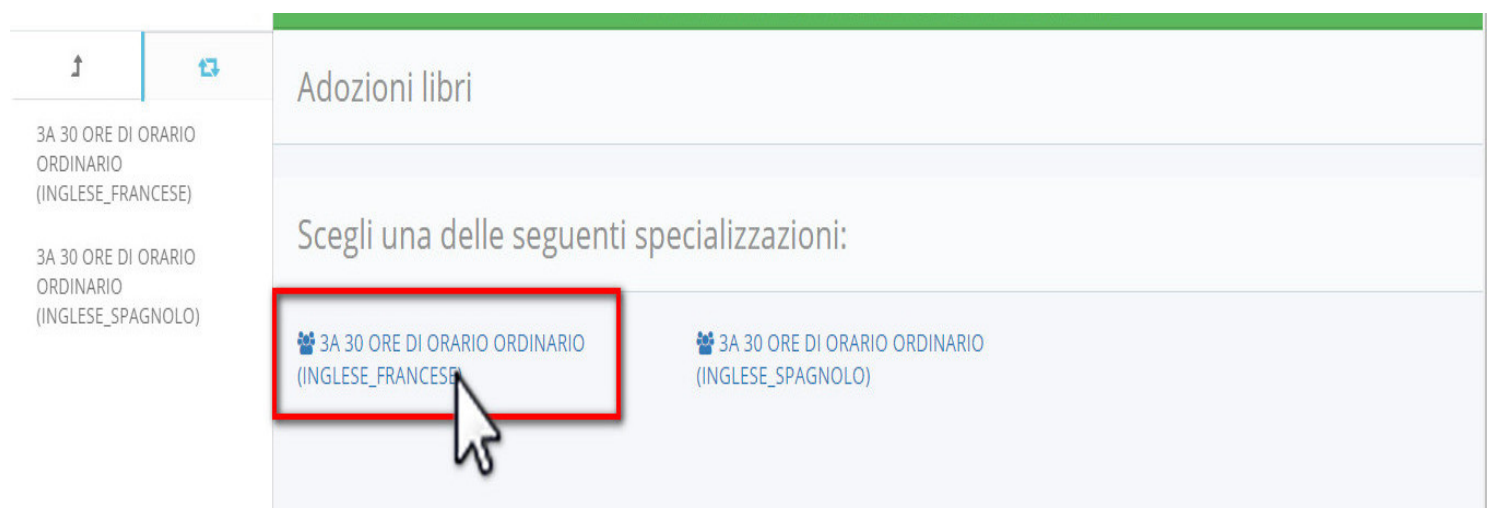 Adozioni libri
3A 30 ORE DI ORARIO
ORDINARIO
(INGLESE_FRANCESE)
3A 30 ORE DI ORARIO
ORDINARIO
(INGLESE_SPAGNOLO)
Scegli una delle seguenti specializzazioni:
3A 30 ORE DI ORARIO ORDINARIO
(INGLESE_FRANCESE)
3A 30 ORE DI ORARIO ORDINARIO
(INGLESE_SPAGNOLO)